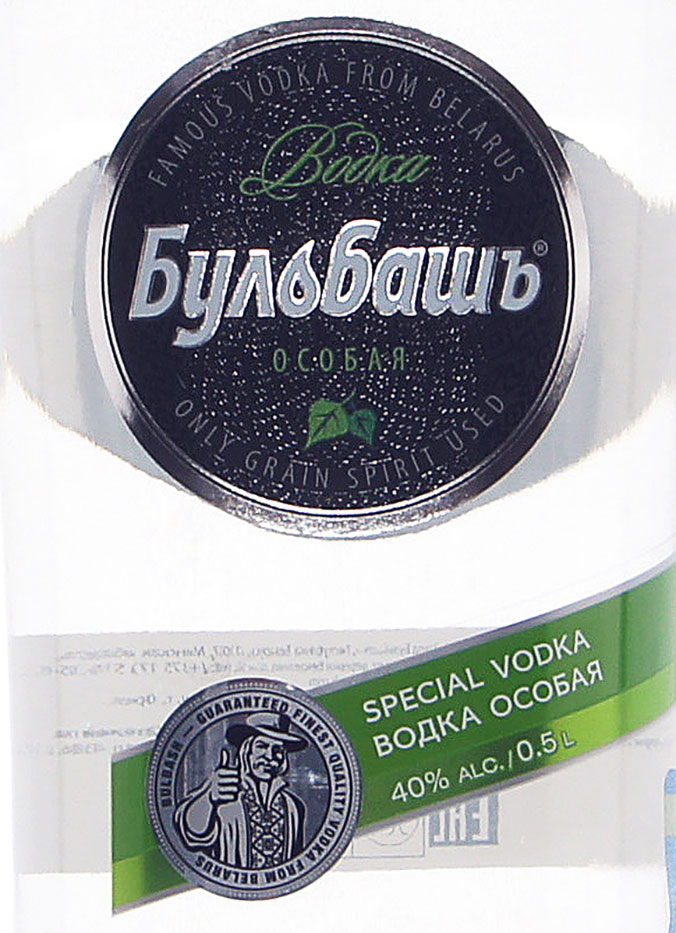 FAMOUS VODKA FROM BELARUS
Водка
Бульбашъ®
ОСОБАЯ
ONLY GRAIN SPIRIT USED
SPECIAL VODKA
ВОДКА ОСОБАЯ
40% ALC./0.5 L
BULBASH — GUARANTEED FINEST QUALITY VODKA FROM BELARUS
EAC